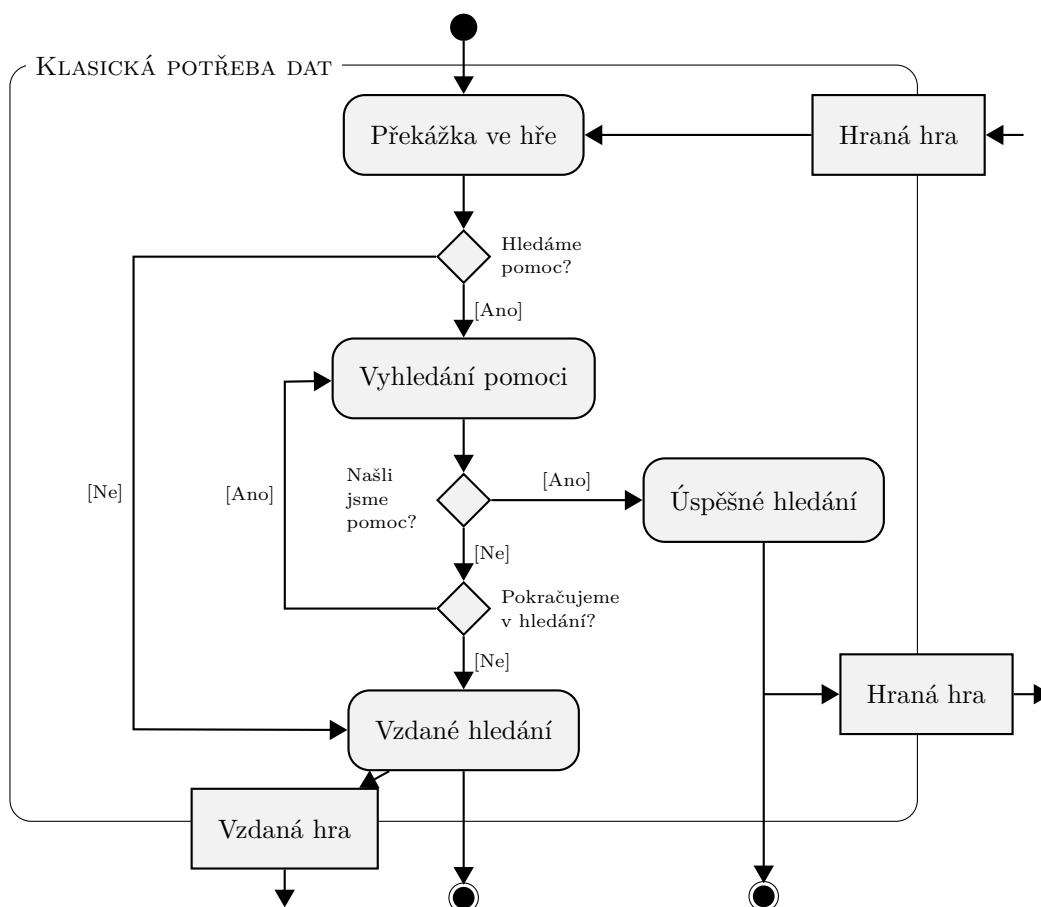 Klasická potřeba dat
Překážka ve hře
Hraná hra
Hledáme
pomoc?
[Ano]
Vyhledání pomoci
[Ne]
[Ano]
Našli
jsme
pomoc?
[Ano]
Úspěšné hledání
[Ne]
Pokračujeme
v hledání?
[Ne]
Hraná hra
Vzdané hledání
Vzdaná hra